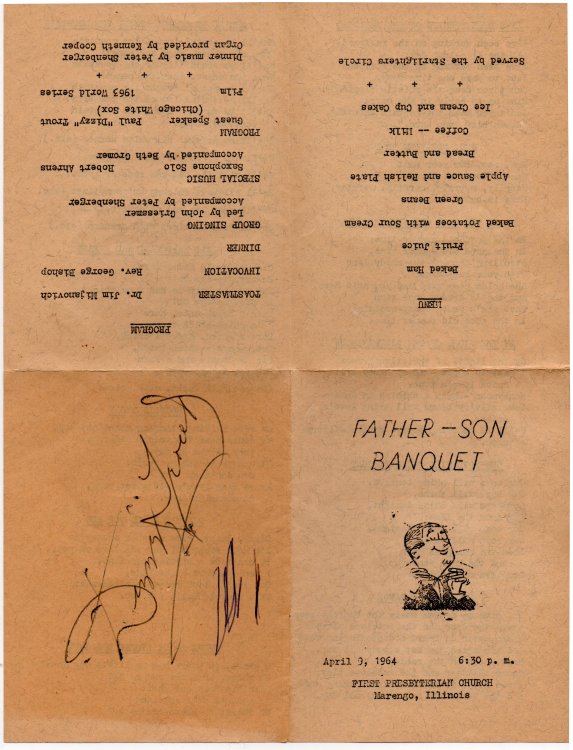 PROGRAM
TOASTMASTER Dr. Jim Mijanovich
INVOCATION Rev. George Bishop
DINNER
GROUP SINGING
Led by John Griessner
Accompanied by Peter Shenberger
SPECIAL MUSIC
Saxophone Solo Robert Ahrens
Accompanied by Beth Gromer
PROGRAM
Guest Speaker Paul "Dizzy" Trout
(Chicago White Sox)
Film 1963 World Series
+ + +
Dinner music by Peter Shenberger
Organ provided by Kenneth Cooper
MENU
Baked Ham
Fruit Juice
Baked Potatoes with Sour Cream
Green Beans
Apple Sauce and Relish Plate
Bread and Butter
Coffee -- Milk
Ice Cream and Cup Cakes
+ + +
Served by the Starlighters Circle
Dizzy Trout
FATHER - SON
BANQUET
April 9, 1964 6:30 p. m.
FIRST PRESBYTERIAN CHURCH
Marengo, Illinois